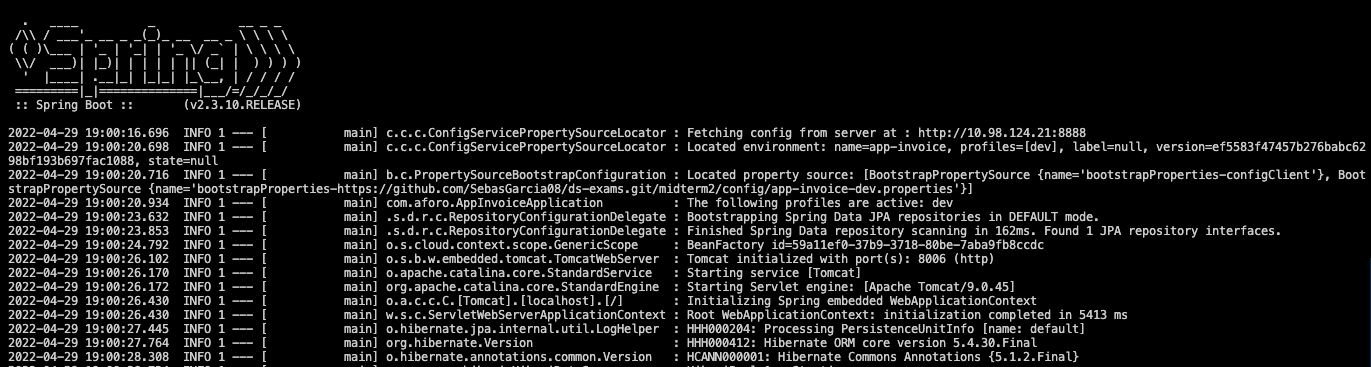 .   ____          _            __ _ _
 /\\ / ___'_ __ _ _(_)_ __  __ _ \ \ \ \
( ( )\___ | '_ | '_| | '_ \/ _` | \ \ \ \
 \\/  ___)| |_)| | | | | || (_| |  ) ) ) )
  '  |____| .__|_| |_|_| |_\__, | / / / /
 =========|_|==============|___/=/_/_/_/
 :: Spring Boot ::       (v2.3.10.RELEASE)
2022-04-29 19:00:16.696  INFO 1 --- [           main] c.c.c.ConfigServicePropertySourceLocator : Fetching config from server at : http://10.98.124.21:8888
2022-04-29 19:00:20.698  INFO 1 --- [           main] c.c.c.ConfigServicePropertySourceLocator : Located environment: name=app-invoice, profiles=[dev], label=null, version=ef5583f47457b276babc62
98bf193b697fac1088, state=null
2022-04-29 19:00:20.716  INFO 1 --- [           main] b.c.PropertySourceBootstrapConfiguration : Located property source: [BootstrapPropertySource {name='bootstrapProperties-configClient'}, Boot
strapPropertySource {name='bootstrapProperties-https://github.com/SebasGarcia08/ds-exams.git/midterm2/config/app-invoice-dev.properties'}]
2022-04-29 19:00:20.934  INFO 1 --- [           main] com.aforo.AppInvoiceApplication          : The following profiles are active: dev
2022-04-29 19:00:23.632  INFO 1 --- [           main] .s.d.r.c.RepositoryConfigurationDelegate : Bootstrapping Spring Data JPA repositories in DEFAULT mode.
2022-04-29 19:00:23.853  INFO 1 --- [           main] .s.d.r.c.RepositoryConfigurationDelegate : Finished Spring Data repository scanning in 162ms. Found 1 JPA repository interfaces.
2022-04-29 19:00:24.792  INFO 1 --- [           main] o.s.cloud.context.scope.GenericScope     : BeanFactory id=59a11ef0-37b9-3718-80be-7aba9fb8ccdc
2022-04-29 19:00:26.102  INFO 1 --- [           main] o.s.b.w.embedded.tomcat.TomcatWebServer  : Tomcat initialized with port(s): 8006 (http)
2022-04-29 19:00:26.170  INFO 1 --- [           main] o.apache.catalina.core.StandardService   : Starting service [Tomcat]
2022-04-29 19:00:26.172  INFO 1 --- [           main] org.apache.catalina.core.StandardEngine  : Starting Servlet engine: [Apache Tomcat/9.0.45]
2022-04-29 19:00:26.430  INFO 1 --- [           main] o.a.c.c.C.[Tomcat].[localhost].[/]       : Initializing Spring embedded WebApplicationContext
2022-04-29 19:00:26.430  INFO 1 --- [           main] w.s.c.ServletWebServerApplicationContext : Root WebApplicationContext: initialization completed in 5413 ms
2022-04-29 19:00:27.445  INFO 1 --- [           main] o.hibernate.jpa.internal.util.LogHelper  : HHH000204: Processing PersistenceUnitInfo [name: default]
2022-04-29 19:00:27.764  INFO 1 --- [           main] org.hibernate.Version                    : HHH000412: Hibernate ORM core version 5.4.30.Final
2022-04-29 19:00:28.308  INFO 1 --- [           main] o.hibernate.annotations.common.Version   : HCANN000001: Hibernate Commons Annotations {5.1.2.Final}